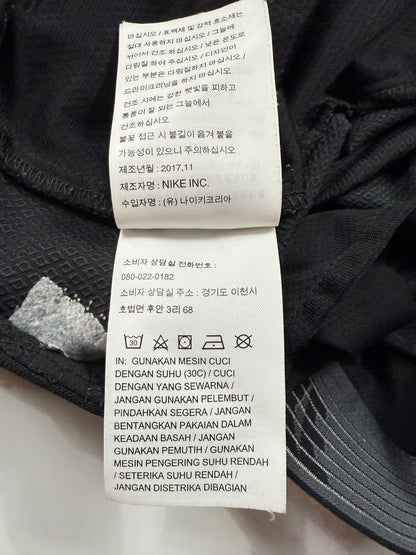 마십시오 / 표백제 및 강력 효소제는
절대 사용하지 마십시오 / 그늘에
뉘어서 건조 하십시오 / 낮은 온도로
다림질 하여 주십시오 / 디자인이
있는 부분은 다림질하지 마십시오 /
드라이크리닝을 하지 마십시오 /
건조 시에는 강한 햇빛을 피하고
통풍이 잘 되는 그늘에서
건조하십시오
불꽃 접근 시 불길이 옮겨 붙을
가능성이 있으니 주의하십시오
제조년월 : 2017,11
제조자명 : NIKE INC.
수입자명 : (유) 나이키코리아
소비자 상담실 전화번호 :
080-022-0182
소비자 상담실 주소 : 경기도 이천시
호법면 후안 3리 68
30
IN: GUNAKAN MESIN CUCI
DENGAN SUHU (30C) / CUCI
DENGAN YANG SEWARNA /
JANGAN GUNAKAN PELEMBUT /
PINDAHKAN SEGERA / JANGAN
BENTANGKAN PAKAIAN DALAM
KEADAAN BASAH / JANGAN
GUNAKAN PEMUTIH / GUNAKAN
MESIN PENGERING SUHU RENDAH
/ SETERIKA SUHU RENDAH /
JANGAN DISETRIKA DIBAGIAN